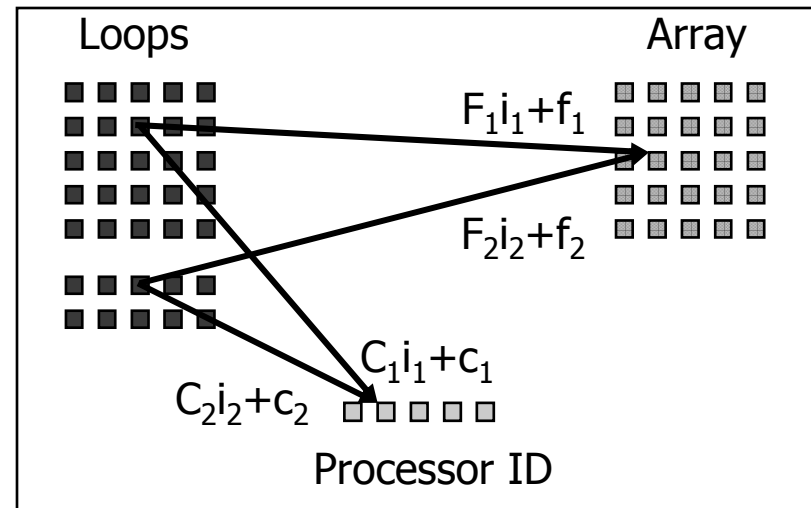 Loops
Array
F₁i₁+f₁
F₂i₂+f₂
C₁i₁+c₁
C₂i₂+c₂
Processor ID